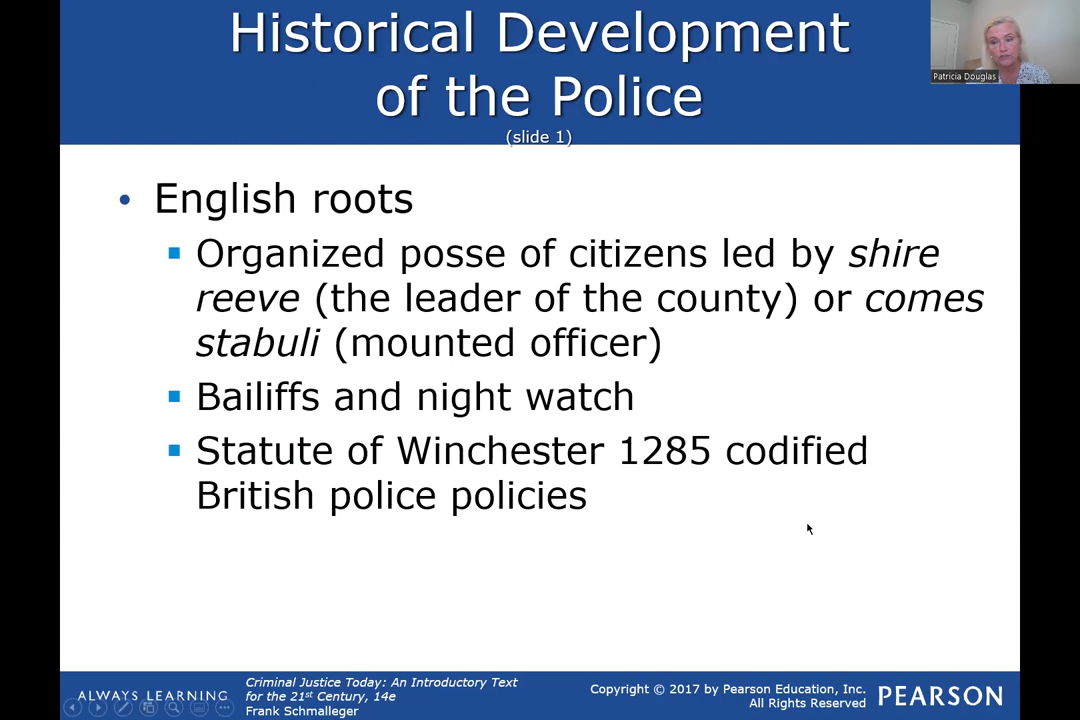 Historical Development
of the Police
(slide 1)
Patricia Douglas
• English roots
▪ Organized posse of citizens led by shire
reeve (the leader of the county) or comes
stabuli (mounted officer)
▪ Bailiffs and night watch
▪ Statute of Winchester 1285 codified
British police policies
ALWAYS LEARNING
Criminal Justice Today: An Introductory Text
for the 21st Century, 14e
Frank Schmalleger
Copyright © 2017 by Pearson Education, Inc.
All Rights Reserved
PEARSON